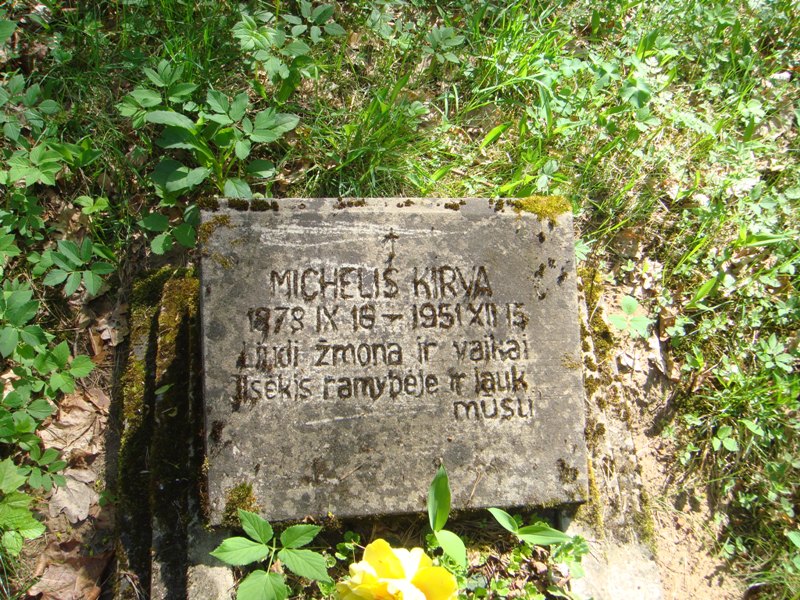 MICHELIS KIRVA
1878 IX 16 - 1951 XII 15
Liūdi žmona ir vaikai
Ilsėkis ramybėje ir lauk
mūsų